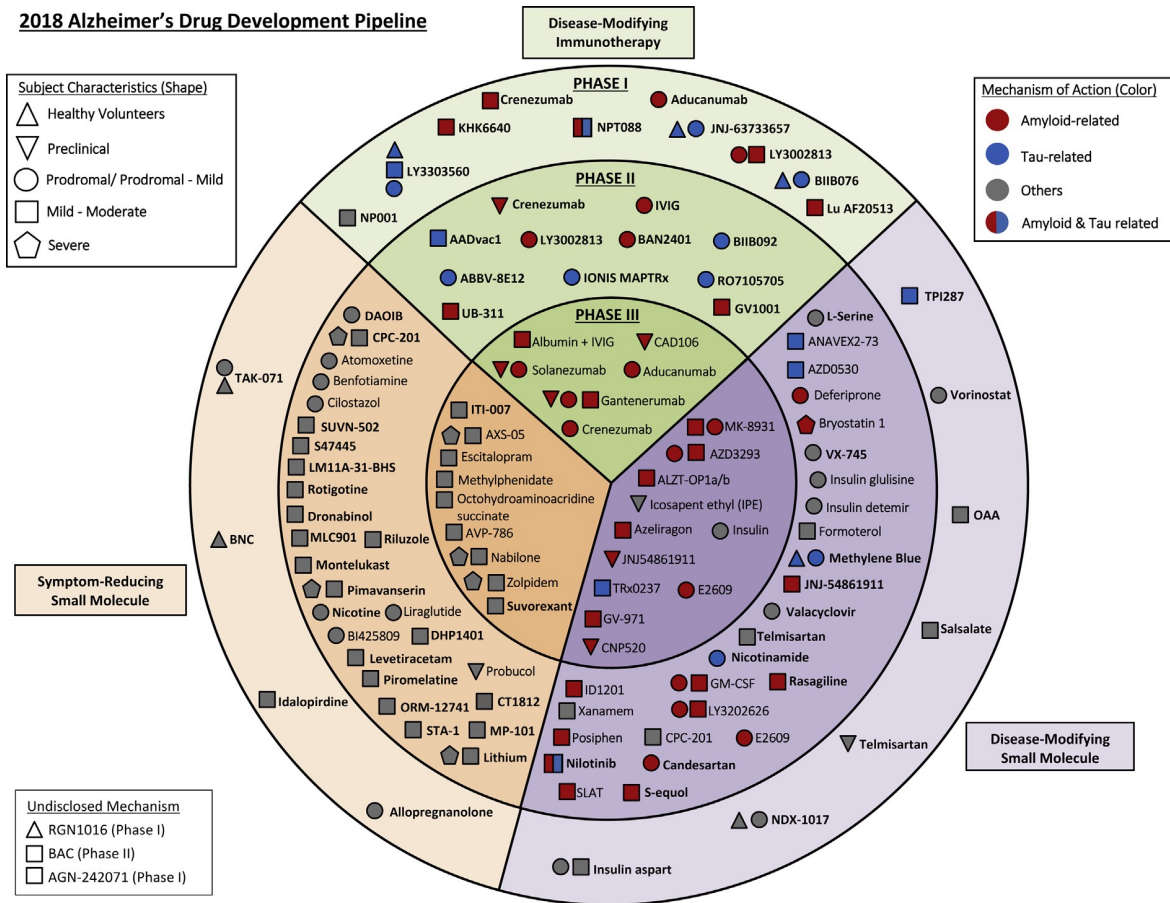 2018 Alzheimer's Drug Development Pipeline
Disease-Modifying
Immunotherapy
Subject Characteristics (Shape)
Healthy Volunteers
Preclinical
Prodromal/ Prodromal - Mild
Mild - Moderate
Severe
Mechanism of Action (Color)
Amyloid-related
Tau-related
Others
Amyloid & Tau related
PHASE I
Crenezumab
Aducanumab
KHK6640
NPT088
JNJ-63733657
LY3303560
LY3002813
BIIB076
NP001
Lu AF20513
PHASE II
Crenezumab
IVIG
AADvac1
LY3002813
BAN2401
BIIB092
ABBV-8E12
IONIS MAPTRx
RO7105705
UB-311
GV1001
PHASE III
Albumin + IVIG
CAD106
Solanezumab
Aducanumab
Gantenerumab
Crenezumab
TAK-071
BNC
Idalopirdine
Allopregnanolone
Symptom-Reducing
Small Molecule
DAOIB
CPC-201
Atomoxetine
Benfotiamine
Cilostazol
SUVN-502
S47445
LM11A-31-BHS
Rotigotine
Dronabinol
MLC901
Riluzole
Montelukast
Pimavanserin
Nicotine
Liraglutide
BI425809
DHP1401
Levetiracetam
Probucol
Piromelatine
CT1812
ORM-12741
STA-1
MP-101
Lithium
ITI-007
AXS-05
Escitalopram
Methylphenidate
Octohydroaminoacridine
succinate
AVP-786
Nabilone
Zolpidem
Suvorexant
MK-8931
AZD3293
ALZT-OP1a/b
Icosapent ethyl (IPE)
Azeliragon
Insulin
JNJ54861911
TRx0237
E2609
GV-971
CNP520
L-Serine
ANAVEX2-73
AZD0530
Deferiprone
Bryostatin 1
VX-745
Insulin glulisine
Insulin detemir
Formoterol
Methylene Blue
JNJ-54861911
Valacyclovir
Telmisartan
Nicotinamide
ID1201
GM-CSF
Rasagiline
Xanamem
LY3202626
Posiphen
CPC-201
E2609
Nilotinib
Candesartan
SLAT
S-equol
TPI287
Vorinostat
OAA
Salsalate
Telmisartan
NDX-1017
Insulin aspart
Disease-Modifying
Small Molecule
Undisclosed Mechanism
RGN1016 (Phase I)
BAC (Phase II)
AGN-242071 (Phase I)